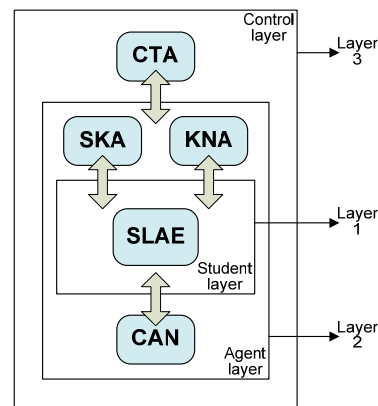 Control
layer
Layer
3
CTA
SKA
KNA
SLAE
Layer
1
Student
layer
CAN
Layer
2
Agent
layer